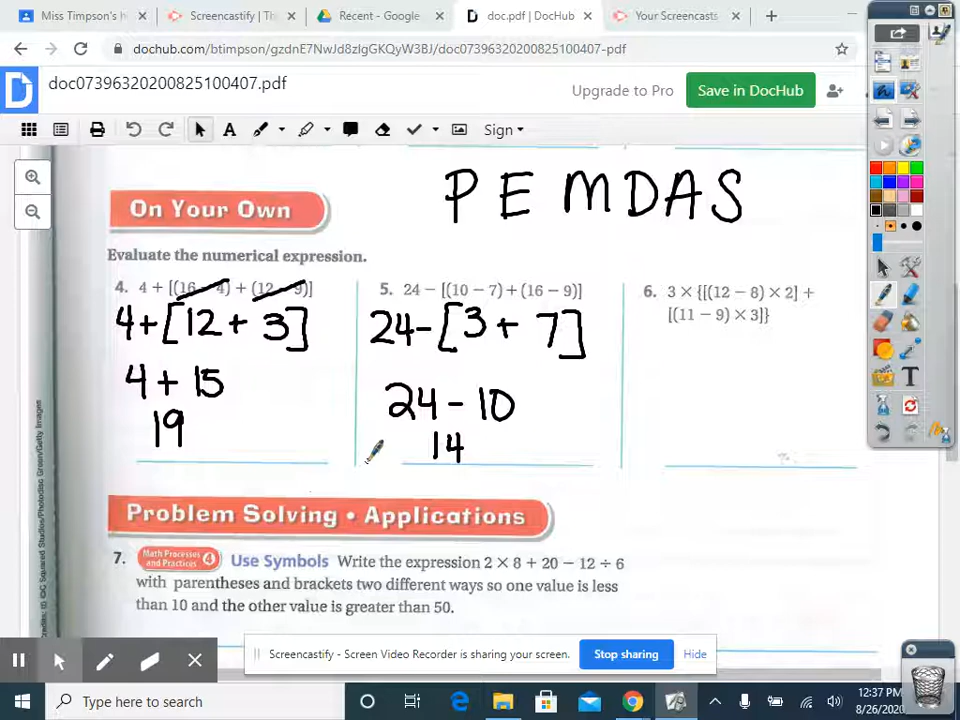 Miss Timpson's h
Screencastify | Th
Recent - Google
doc.pdf | DocHub
Your Screencasts
dochub.com/btimpson/gzdnE7NwJd8zlgGKQyW3BJ/doc07396320200825100407.pdf
doc07396320200825100407.pdf
Upgrade to Pro
Save in DocHub
Sign
On Your Own
P E M D A S
Evaluate the numerical expression.
4. 4 + [(16 − 4) + (12 − 9)]
4+[12 + 3]
4 + 15
19
5. 24 − [(10 − 7) + (16 − 9)]
24-[3 + 7]
24 - 10
14
6. 3 × {[(12 − 8) × 2] +
[(11 − 9) × 3]}
Problem Solving • Applications
7. Math Processes and Practices 4 Use Symbols Write the expression 2 × 8 + 20 − 12 ÷ 6
with parentheses and brackets two different ways so one value is less
than 10 and the other value is greater than 50.
Screencastify - Screen Video Recorder is sharing your screen.
Stop sharing
Hide
Type here to search
12:37 PM
8/26/2020